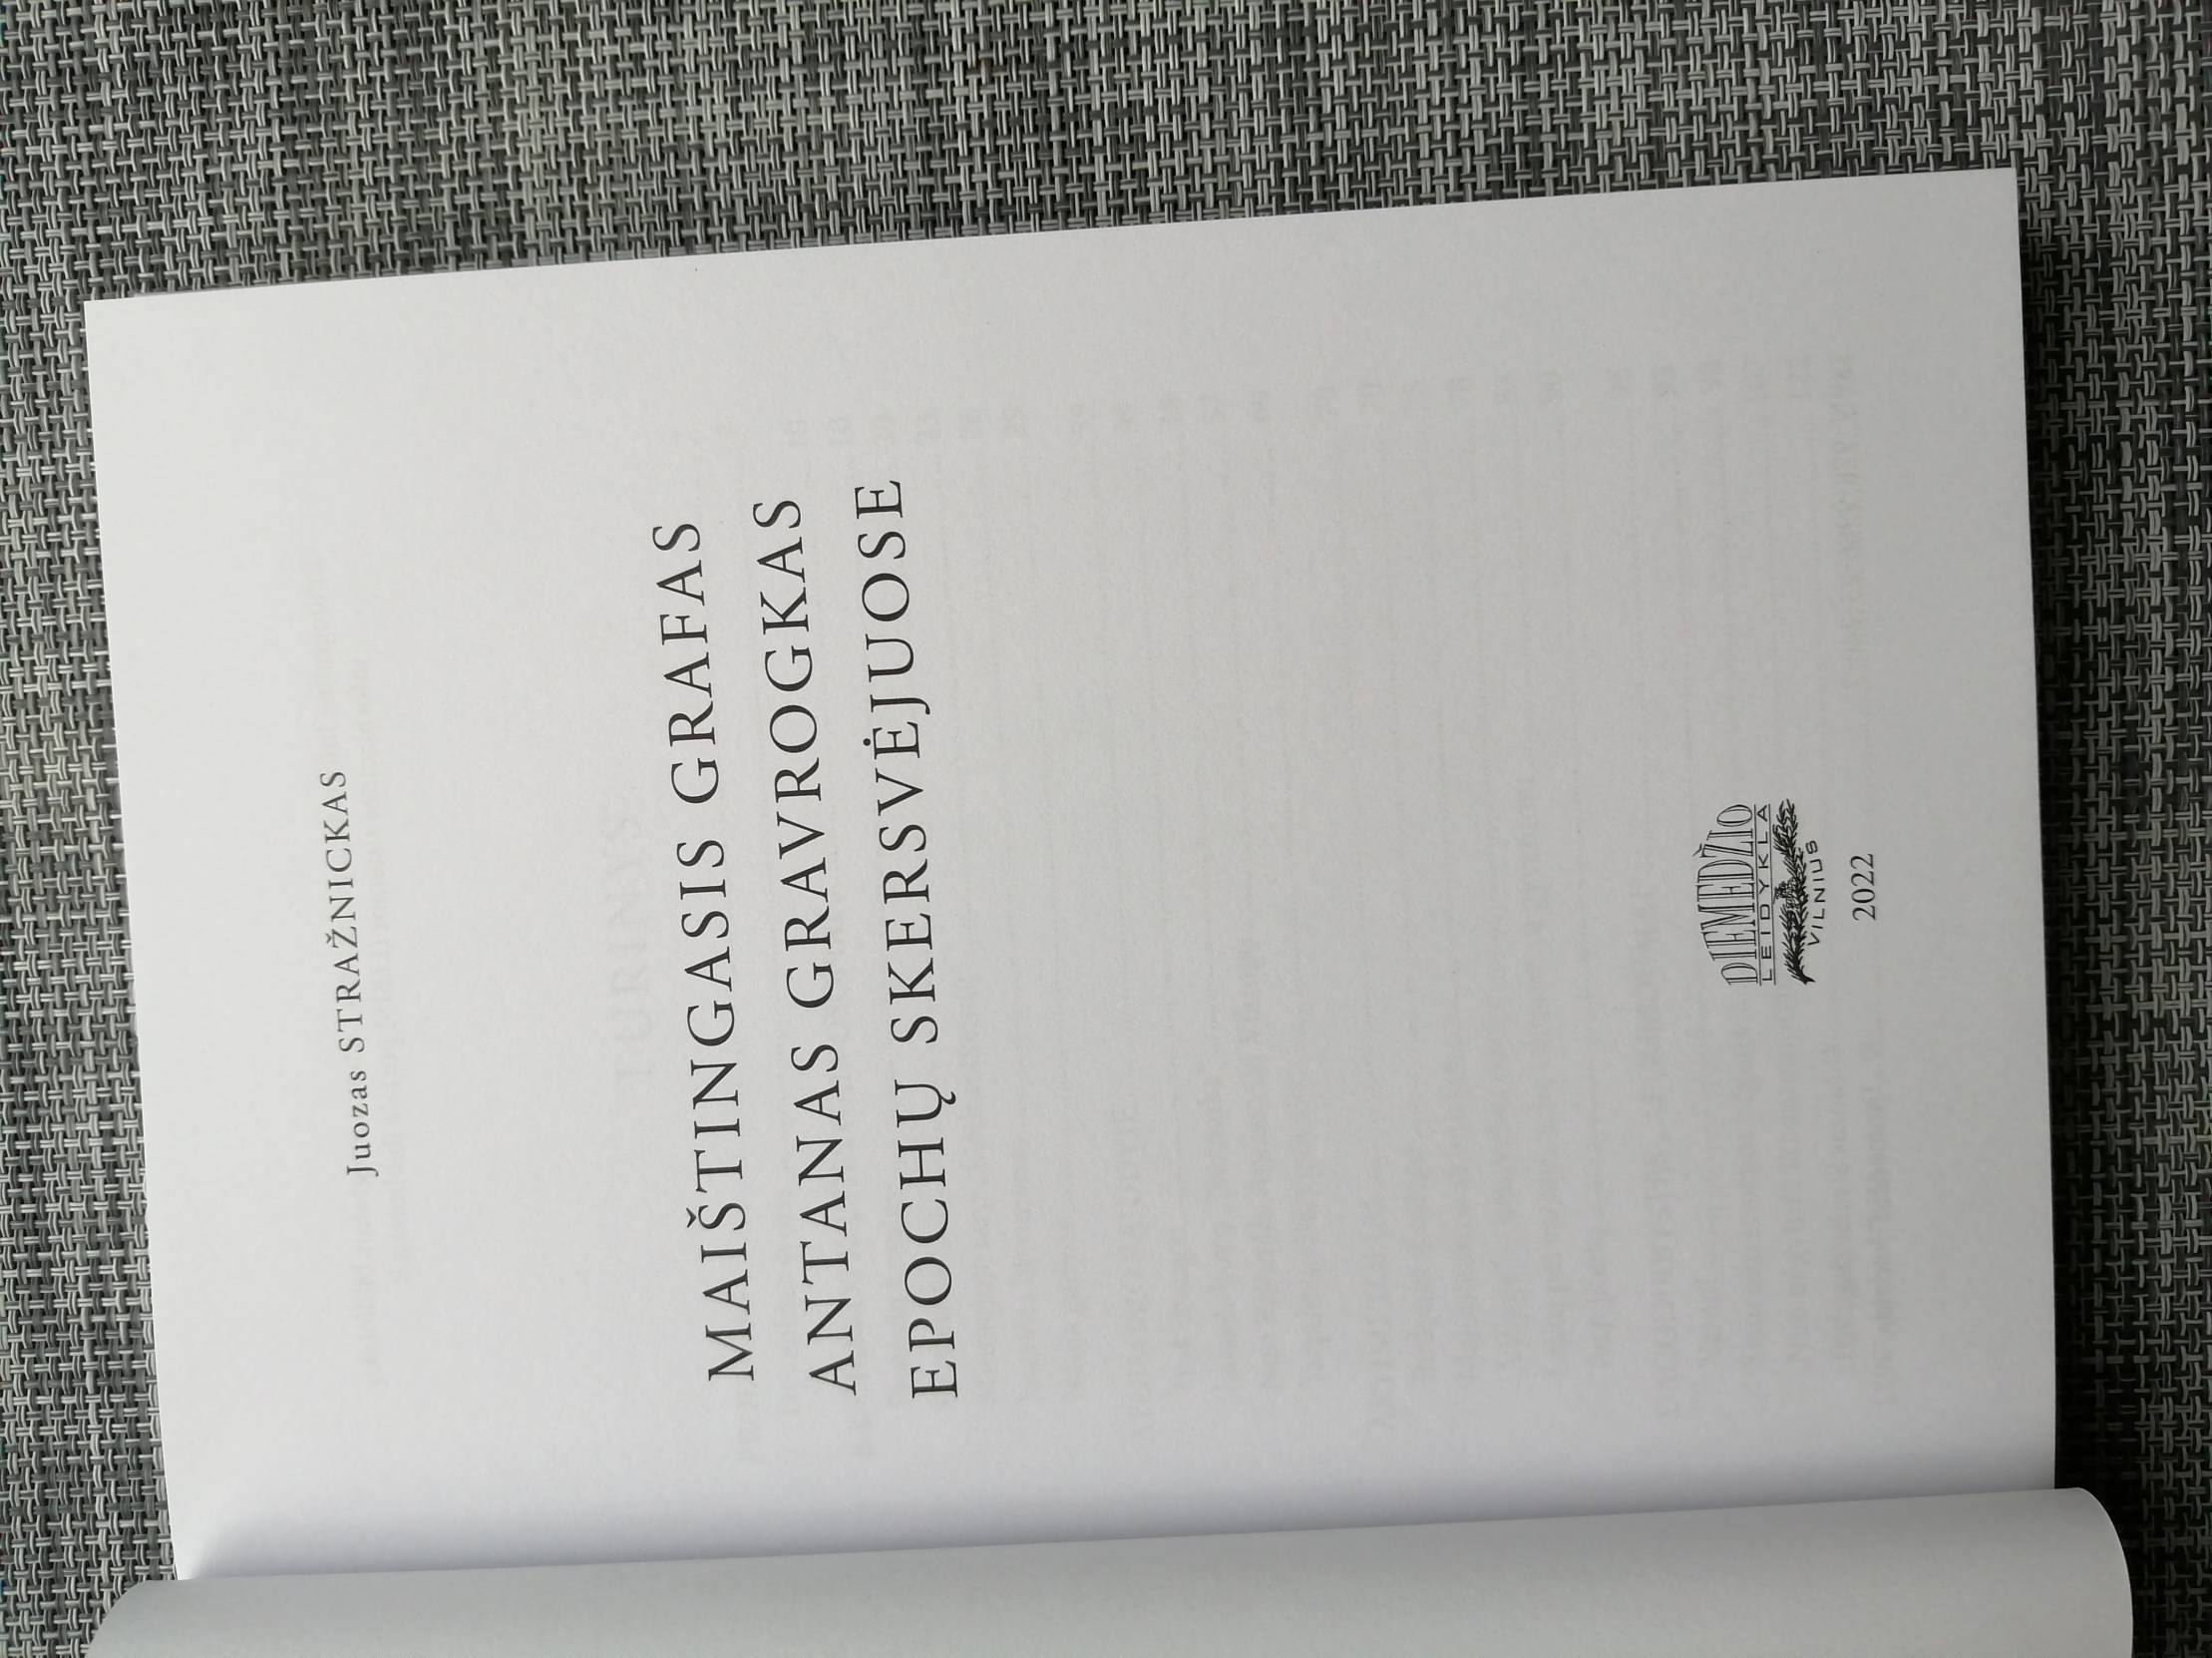 Juozas STRAŽNICKAS
MAIŠTINGASIS GRAFAS
ANTANAS GRAVROGKAS
EPOCHŲ SKERSVĖJUOSE
DIEMEDŽIO
LEIDYKLA
VILNIUS
2022